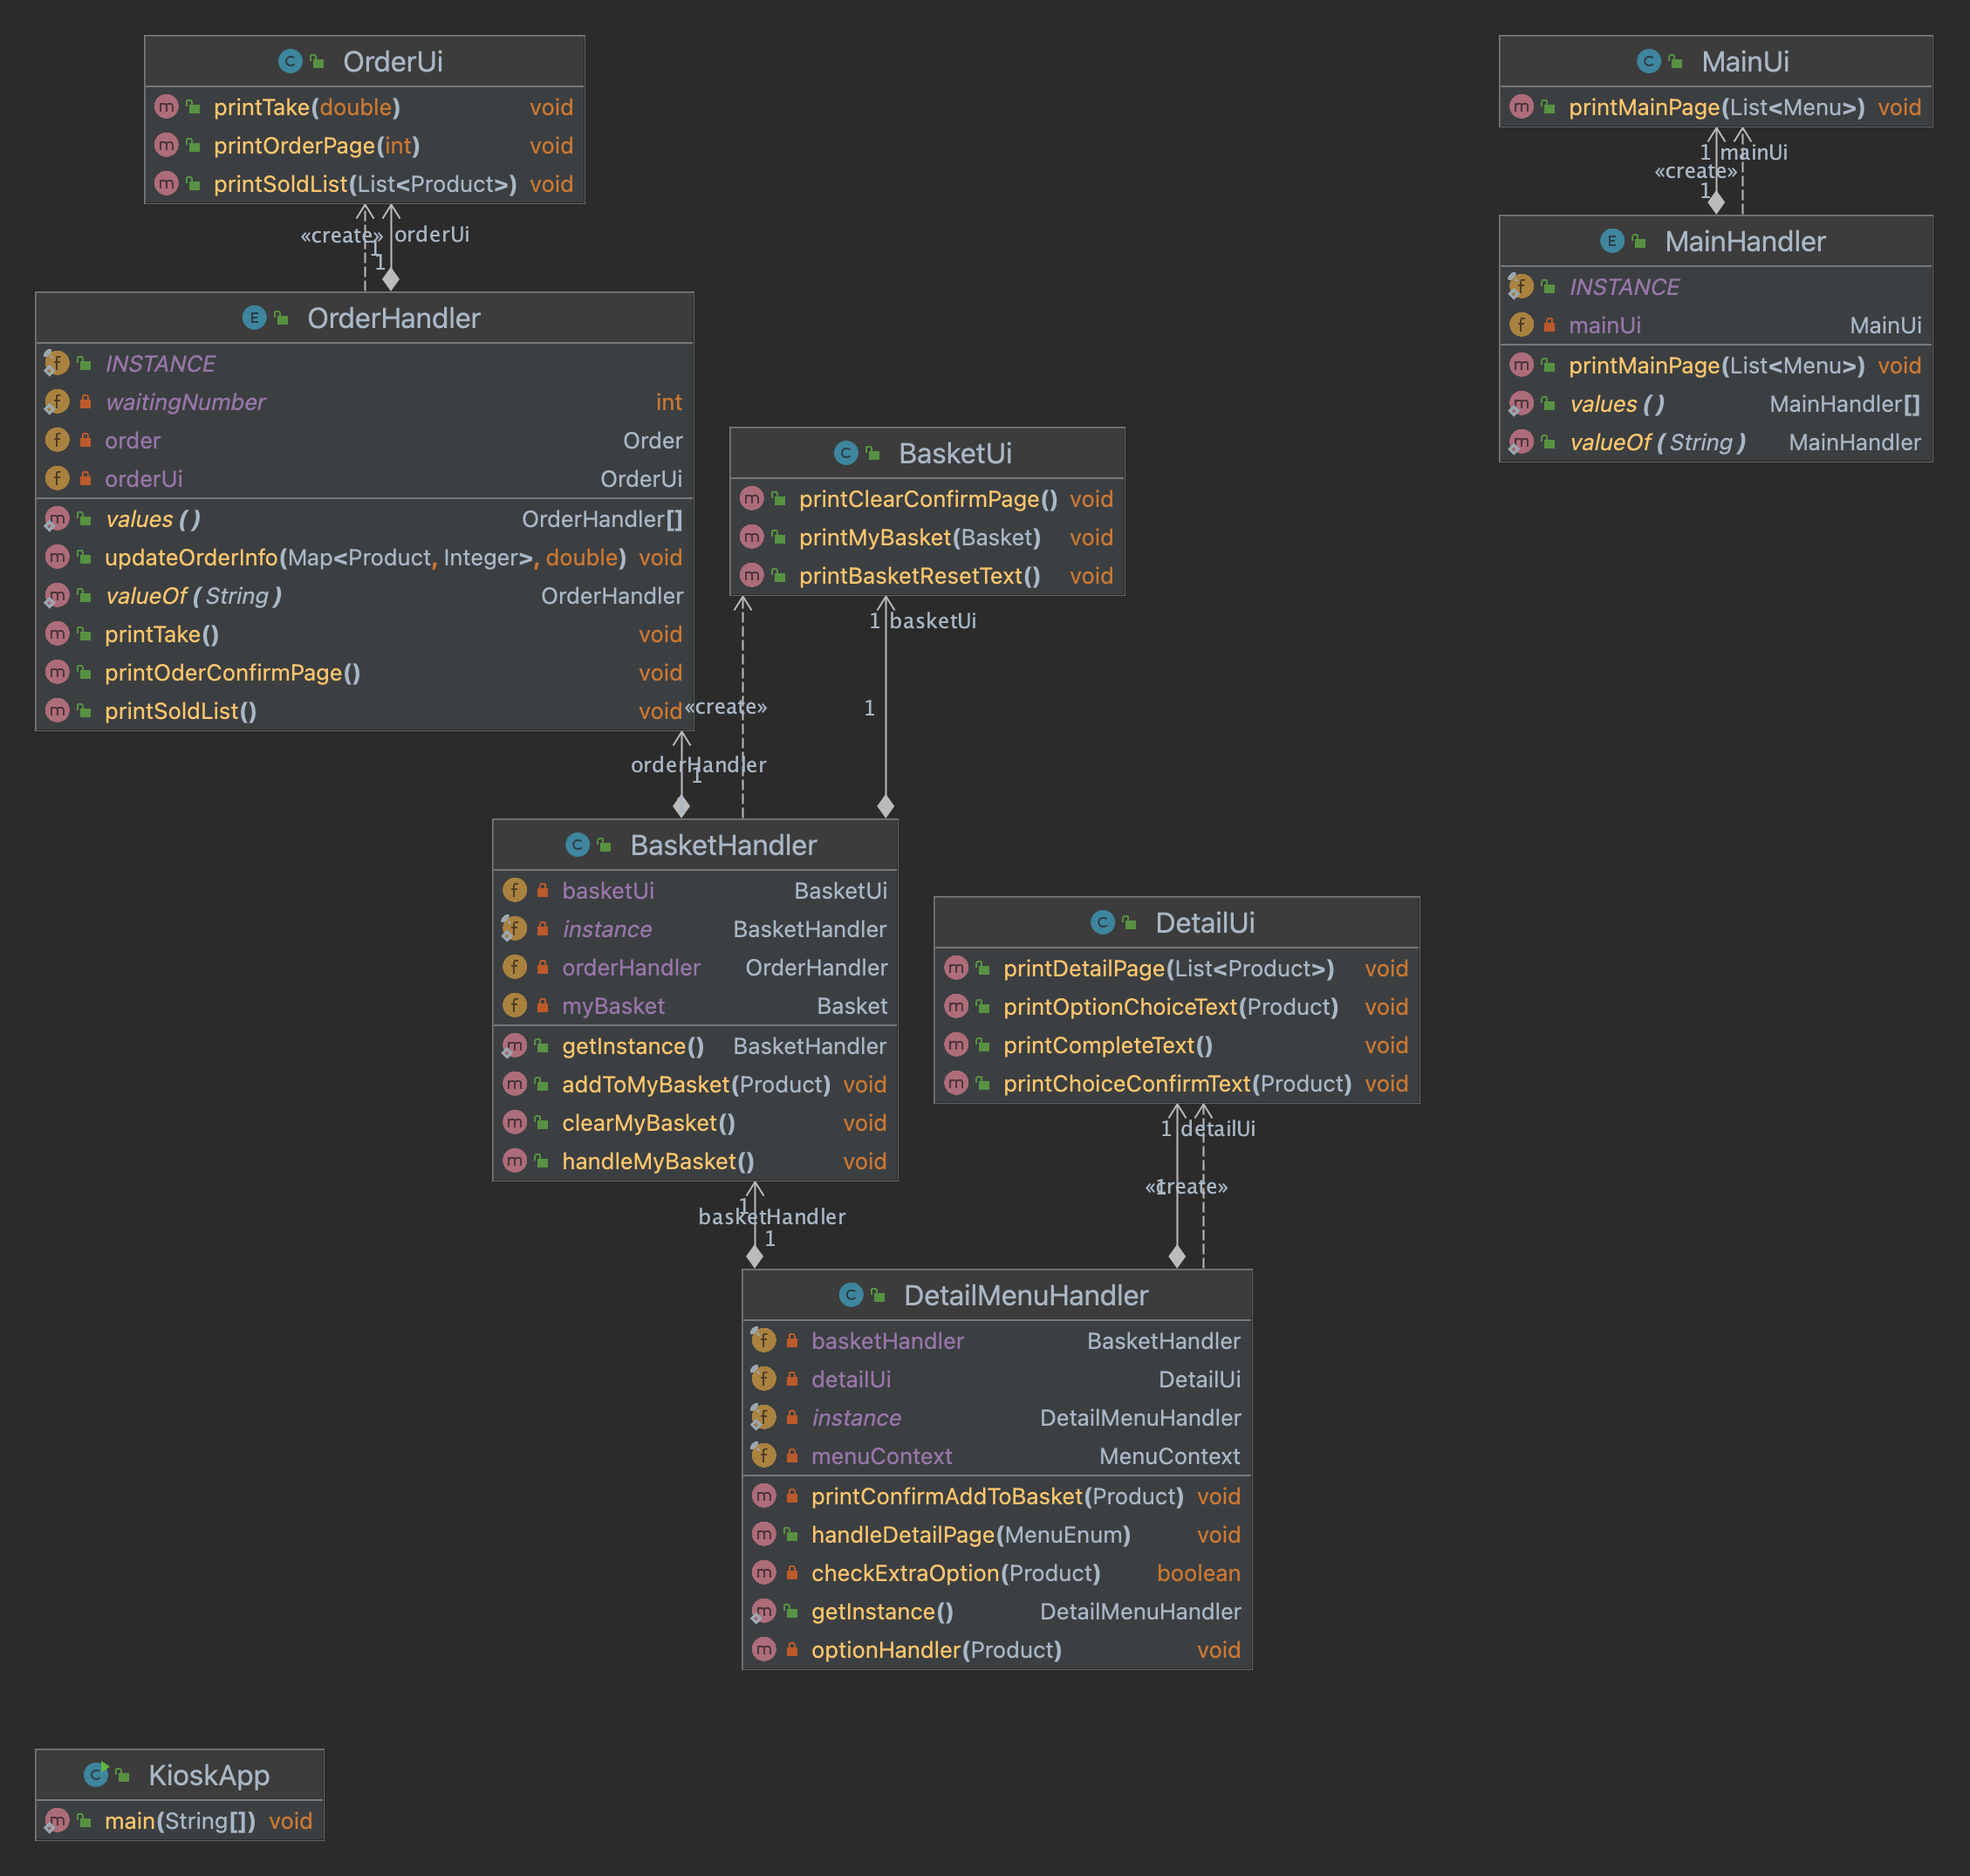 OrderUi
printTake(double) void
printOrderPage(int) void
printSoldList(List<Product>) void
«create»
1
orderUi
1
OrderHandler
INSTANCE
waitingNumber int
order Order
orderUi OrderUi
values() OrderHandler[]
updateOrderInfo(Map<Product, Integer>, double) void
valueOf(String) OrderHandler
printTake() void
printOderConfirmPage() void
printSoldList() void
MainUi
printMainPage(List<Menu>) void
1 mainUi
«create»
1
MainHandler
INSTANCE
mainUi MainUi
printMainPage(List<Menu>) void
values() MainHandler[]
valueOf(String) MainHandler
BasketUi
printClearConfirmPage() void
printMyBasket(Basket) void
printBasketResetText() void
1 basketUi
«create»
1
orderHandler
1
BasketHandler
basketUi BasketUi
instance BasketHandler
orderHandler OrderHandler
myBasket Basket
getInstance() BasketHandler
addToMyBasket(Product) void
clearMyBasket() void
handleMyBasket() void
DetailUi
printDetailPage(List<Product>) void
printOptionChoiceText(Product) void
printCompleteText() void
printChoiceConfirmText(Product) void
1 detailUi
«create»
1
1
basketHandler
1
DetailMenuHandler
basketHandler BasketHandler
detailUi DetailUi
instance DetailMenuHandler
menuContext MenuContext
printConfirmAddToBasket(Product) void
handleDetailPage(MenuEnum) void
checkExtraOption(Product) boolean
getInstance() DetailMenuHandler
optionHandler(Product) void
KioskApp
main(String[]) void